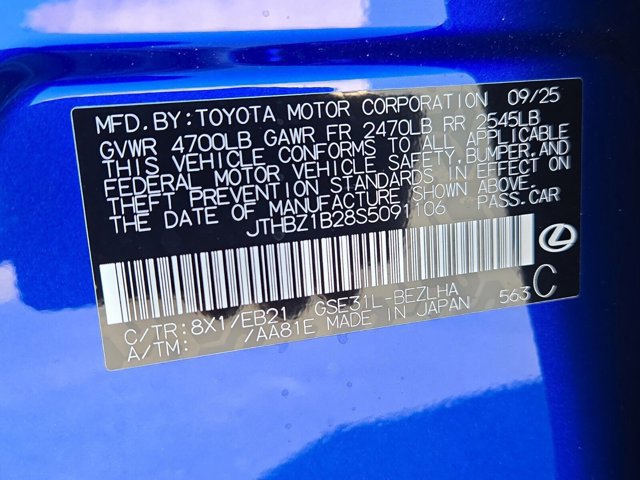 MFD.BY:TOYOTA MOTOR CORPORATION 09/25
GVWR 4700LB GAWR FR 2470LB RR 2545LB
THIS VEHICLE CONFORMS TO ALL APPLICABLE
FEDERAL MOTOR VEHICLE SAFETY,BUMPER,AND
THEFT PREVENTION STANDARDS IN EFFECT ON
THE DATE OF MANUFACTURE SHOWN ABOVE.
JTHBZ1B28S5091106 PASS.CAR
C/TR:8X1/EB21 GSE31L-BEZLHA 563 C
A/TM: /AA81E MADE IN JAPAN